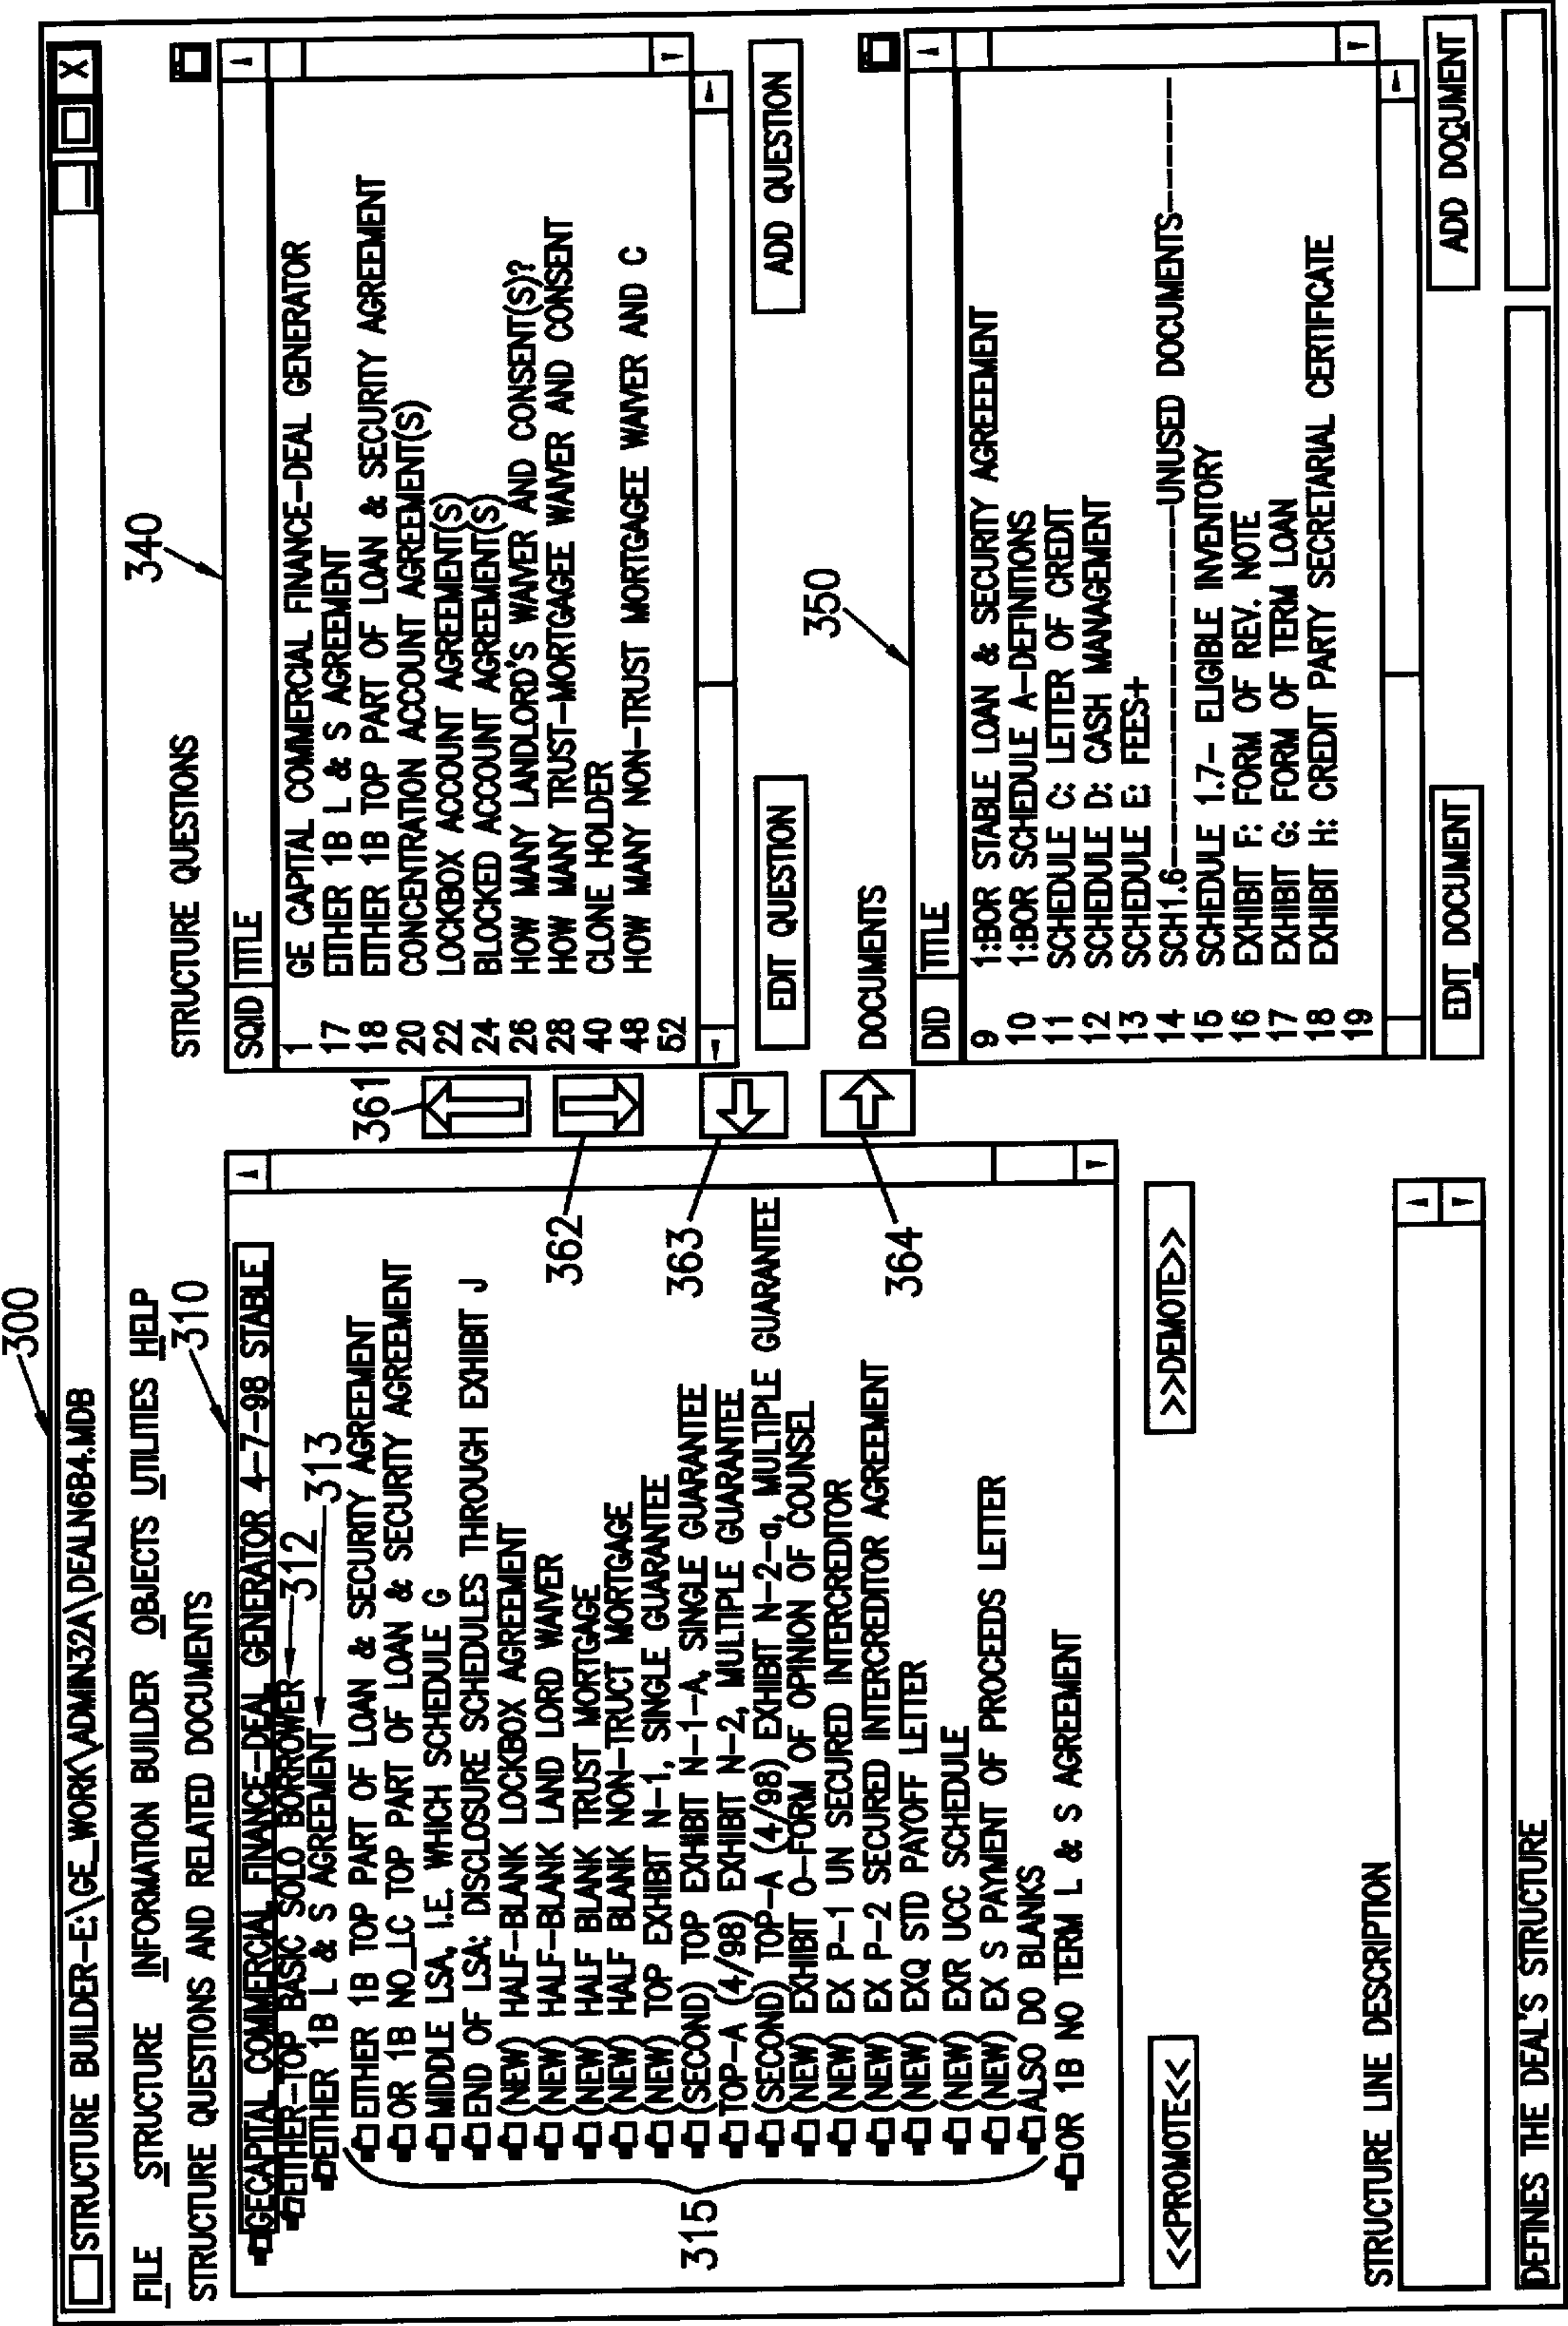 300
STRUCTURE BUILDER-E:\GE_WORK\ADMIN32A\DEALN6B4.MDB
X
FILE STRUCTURE INFORMATION BUILDER OBJECTS UTILITIES HELP
STRUCTURE QUESTIONS AND RELATED DOCUMENTS
310
GECAPITAL COMMERCIAL FINANCE-DEAL GENERATOR 4-7-98 STABLE
EITHER-TOP BASIC SOLO BORROWER
312
EITHER 1B L & S AGREEMENT
313
EITHER 1B TOP PART OF LOAN & SECURITY AGREEMENT
OR 1B NO_LC TOP PART OF LOAN & SECURITY AGREEMENT
MIDDLE LSA, I.E. WHICH SCHEDULE G
END OF LSA: DISCLOSURE SCHEDULES THROUGH EXHIBIT J
(NEW) HALF-BLANK LOCKBOX AGREEMENT
(NEW) HALF-BLANK LAND LORD WAIVER
(NEW) HALF BLANK TRUST MORTGAGE
(NEW) HALF BLANK NON-TRUCT MORTGAGE
(NEW) TOP EXHIBIT N-1, SINGLE GUARANTEE
(SECOND) TOP EXHIBIT N-1-A, SINGLE GUARANTEE
TOP-A (4/98) EXHIBIT N-2, MULTIPLE GUARANTEE
(SECOND) TOP-A (4/98) EXHIBIT N-2-a, MULTIPLE GUARANTEE
(NEW) EXHIBIT O-FORM OF OPINION OF COUNSEL
(NEW) EX P-1 UN SECURED INTERCREDITOR
(NEW) EX P-2 SECURED INTERCREDITOR AGREEMENT
(NEW) EXQ STD PAYOFF LETTER
(NEW) EXR UCC SCHEDULE
(NEW) EX S PAYMENT OF PROCEEDS LETTER
ALSO DO BLANKS
OR 1B NO TERM L & S AGREEMENT
315
<<PROMOTE<<
>>DEMOTE>>
STRUCTURE LINE DESCRIPTION
361
362
363
364
STRUCTURE QUESTIONS
340
SQID TITLE
1 GE CAPITAL COMMERCIAL FINANCE-DEAL GENERATOR
17 EITHER 1B L & S AGREEMENT
18 EITHER 1B TOP PART OF LOAN & SECURITY AGREEMENT
20 CONCENTRATION ACCOUNT AGREEMENT(S)
22 LOCKBOX ACCOUNT AGREEMENT(S)
24 BLOCKED ACCOUNT AGREEMENT(S)
26 HOW MANY LANDLORD'S WAIVER AND CONSENT(S)?
28 HOW MANY TRUST-MORTGAGEE WAIVER AND CONSENT
40 CLONE HOLDER
48 HOW MANY NON-TRUST MORTGAGEE WAIVER AND C
52
EDIT QUESTION
ADD QUESTION
DOCUMENTS
350
DID TITLE
9 1:BOR STABLE LOAN & SECURITY AGREEEMENT
10 1:BOR SCHEDULE A-DEFINITIONS
11 SCHEDULE C: LETTER OF CREDIT
12 SCHEDULE D: CASH MANAGEMENT
13 SCHEDULE E: FEES+
14 SCH1.6---------------UNUSED DOCUMENTS---------
15 SCHEDULE 1.7- ELIGIBLE INVENTORY
16 EXHIBIT F: FORM OF REV. NOTE
17 EXHIBIT G: FORM OF TERM LOAN
18 EXHIBIT H: CREDIT PARTY SECRETARIAL CERTIFICATE
19
EDIT DOCUMENT
ADD DOCUMENT
DEFINES THE DEAL'S STRUCTURE